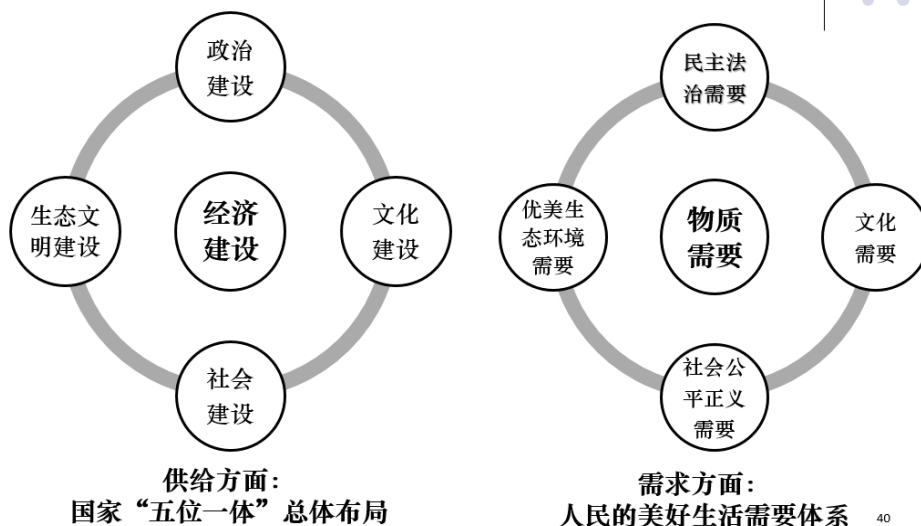 政治
建设
生态文
明建设
经济
建设
文化
建设
社会
建设
供给方面：
国家“五位一体”总体布局
民主法
治需要
优美生
态环境
需要
物质
需要
文化
需要
社会公
平正义
需要
需求方面：
人民的美好生活需要体系
40